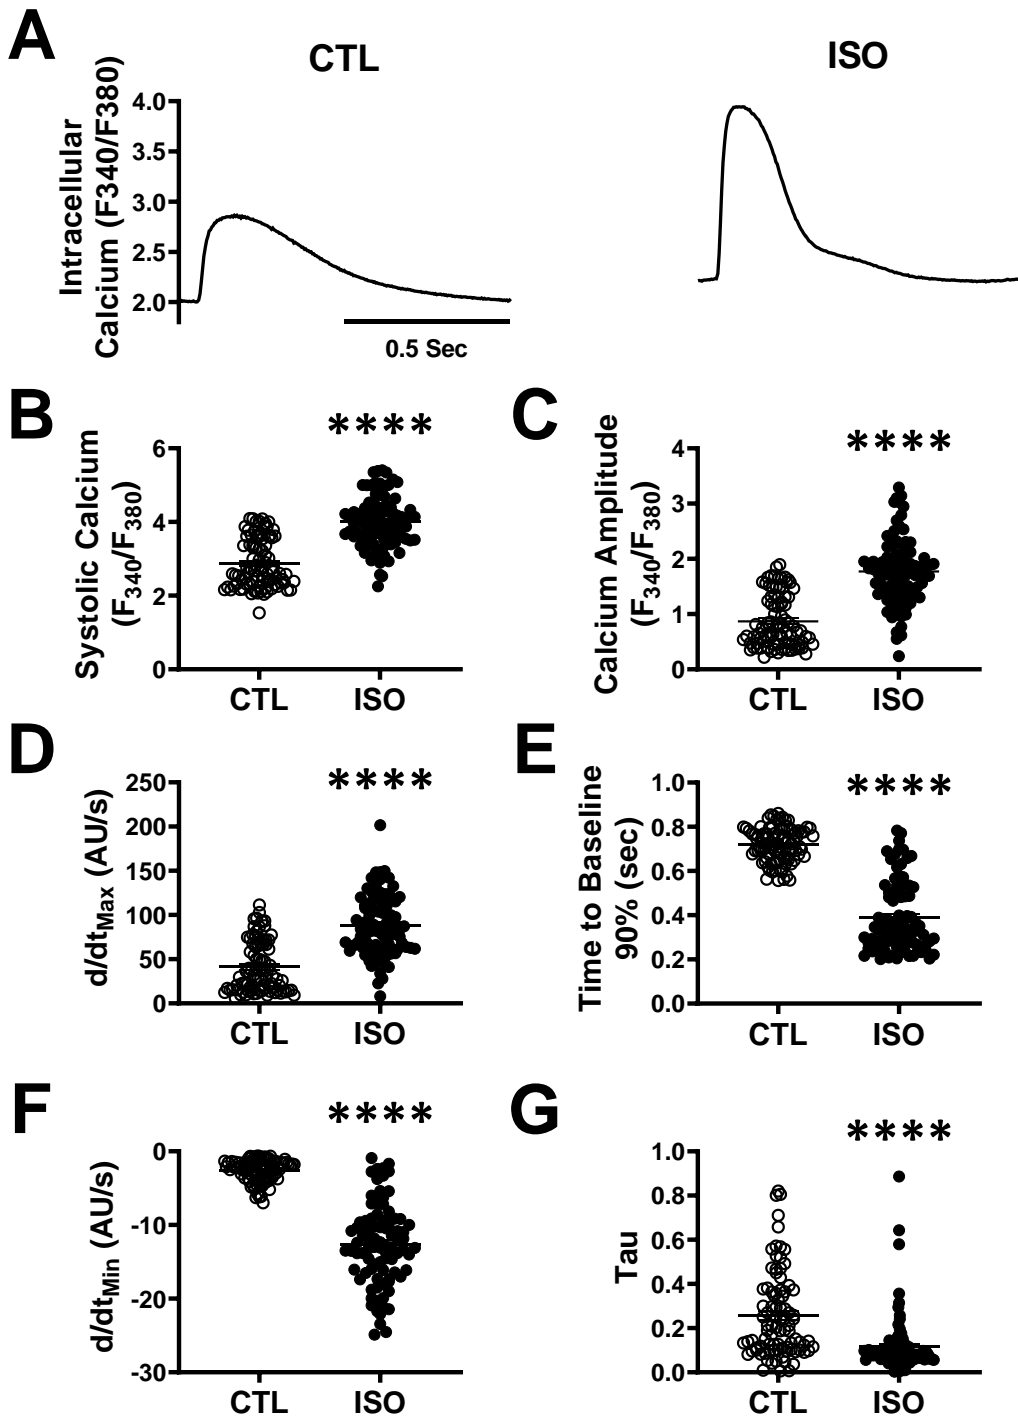 A
CTL
ISO
Intracellular
Calcium (F340/F380)
4.0
3.5
3.0
2.5
2.0
0.5 Sec
B
****
Systolic Calcium
(F340/F380)
6
4
2
0
CTL
ISO
C
****
Calcium Amplitude
(F340/F380)
4
3
2
1
0
CTL
ISO
D
****
d/dtMax (AU/s)
250
200
150
100
50
0
CTL
ISO
E
****
Time to Baseline
90% (sec)
1.0
0.8
0.6
0.4
0.2
0.0
CTL
ISO
F
****
d/dtMin (AU/s)
0
-10
-20
-30
CTL
ISO
G
****
Tau
1.0
0.8
0.6
0.4
0.2
0.0
CTL
ISO